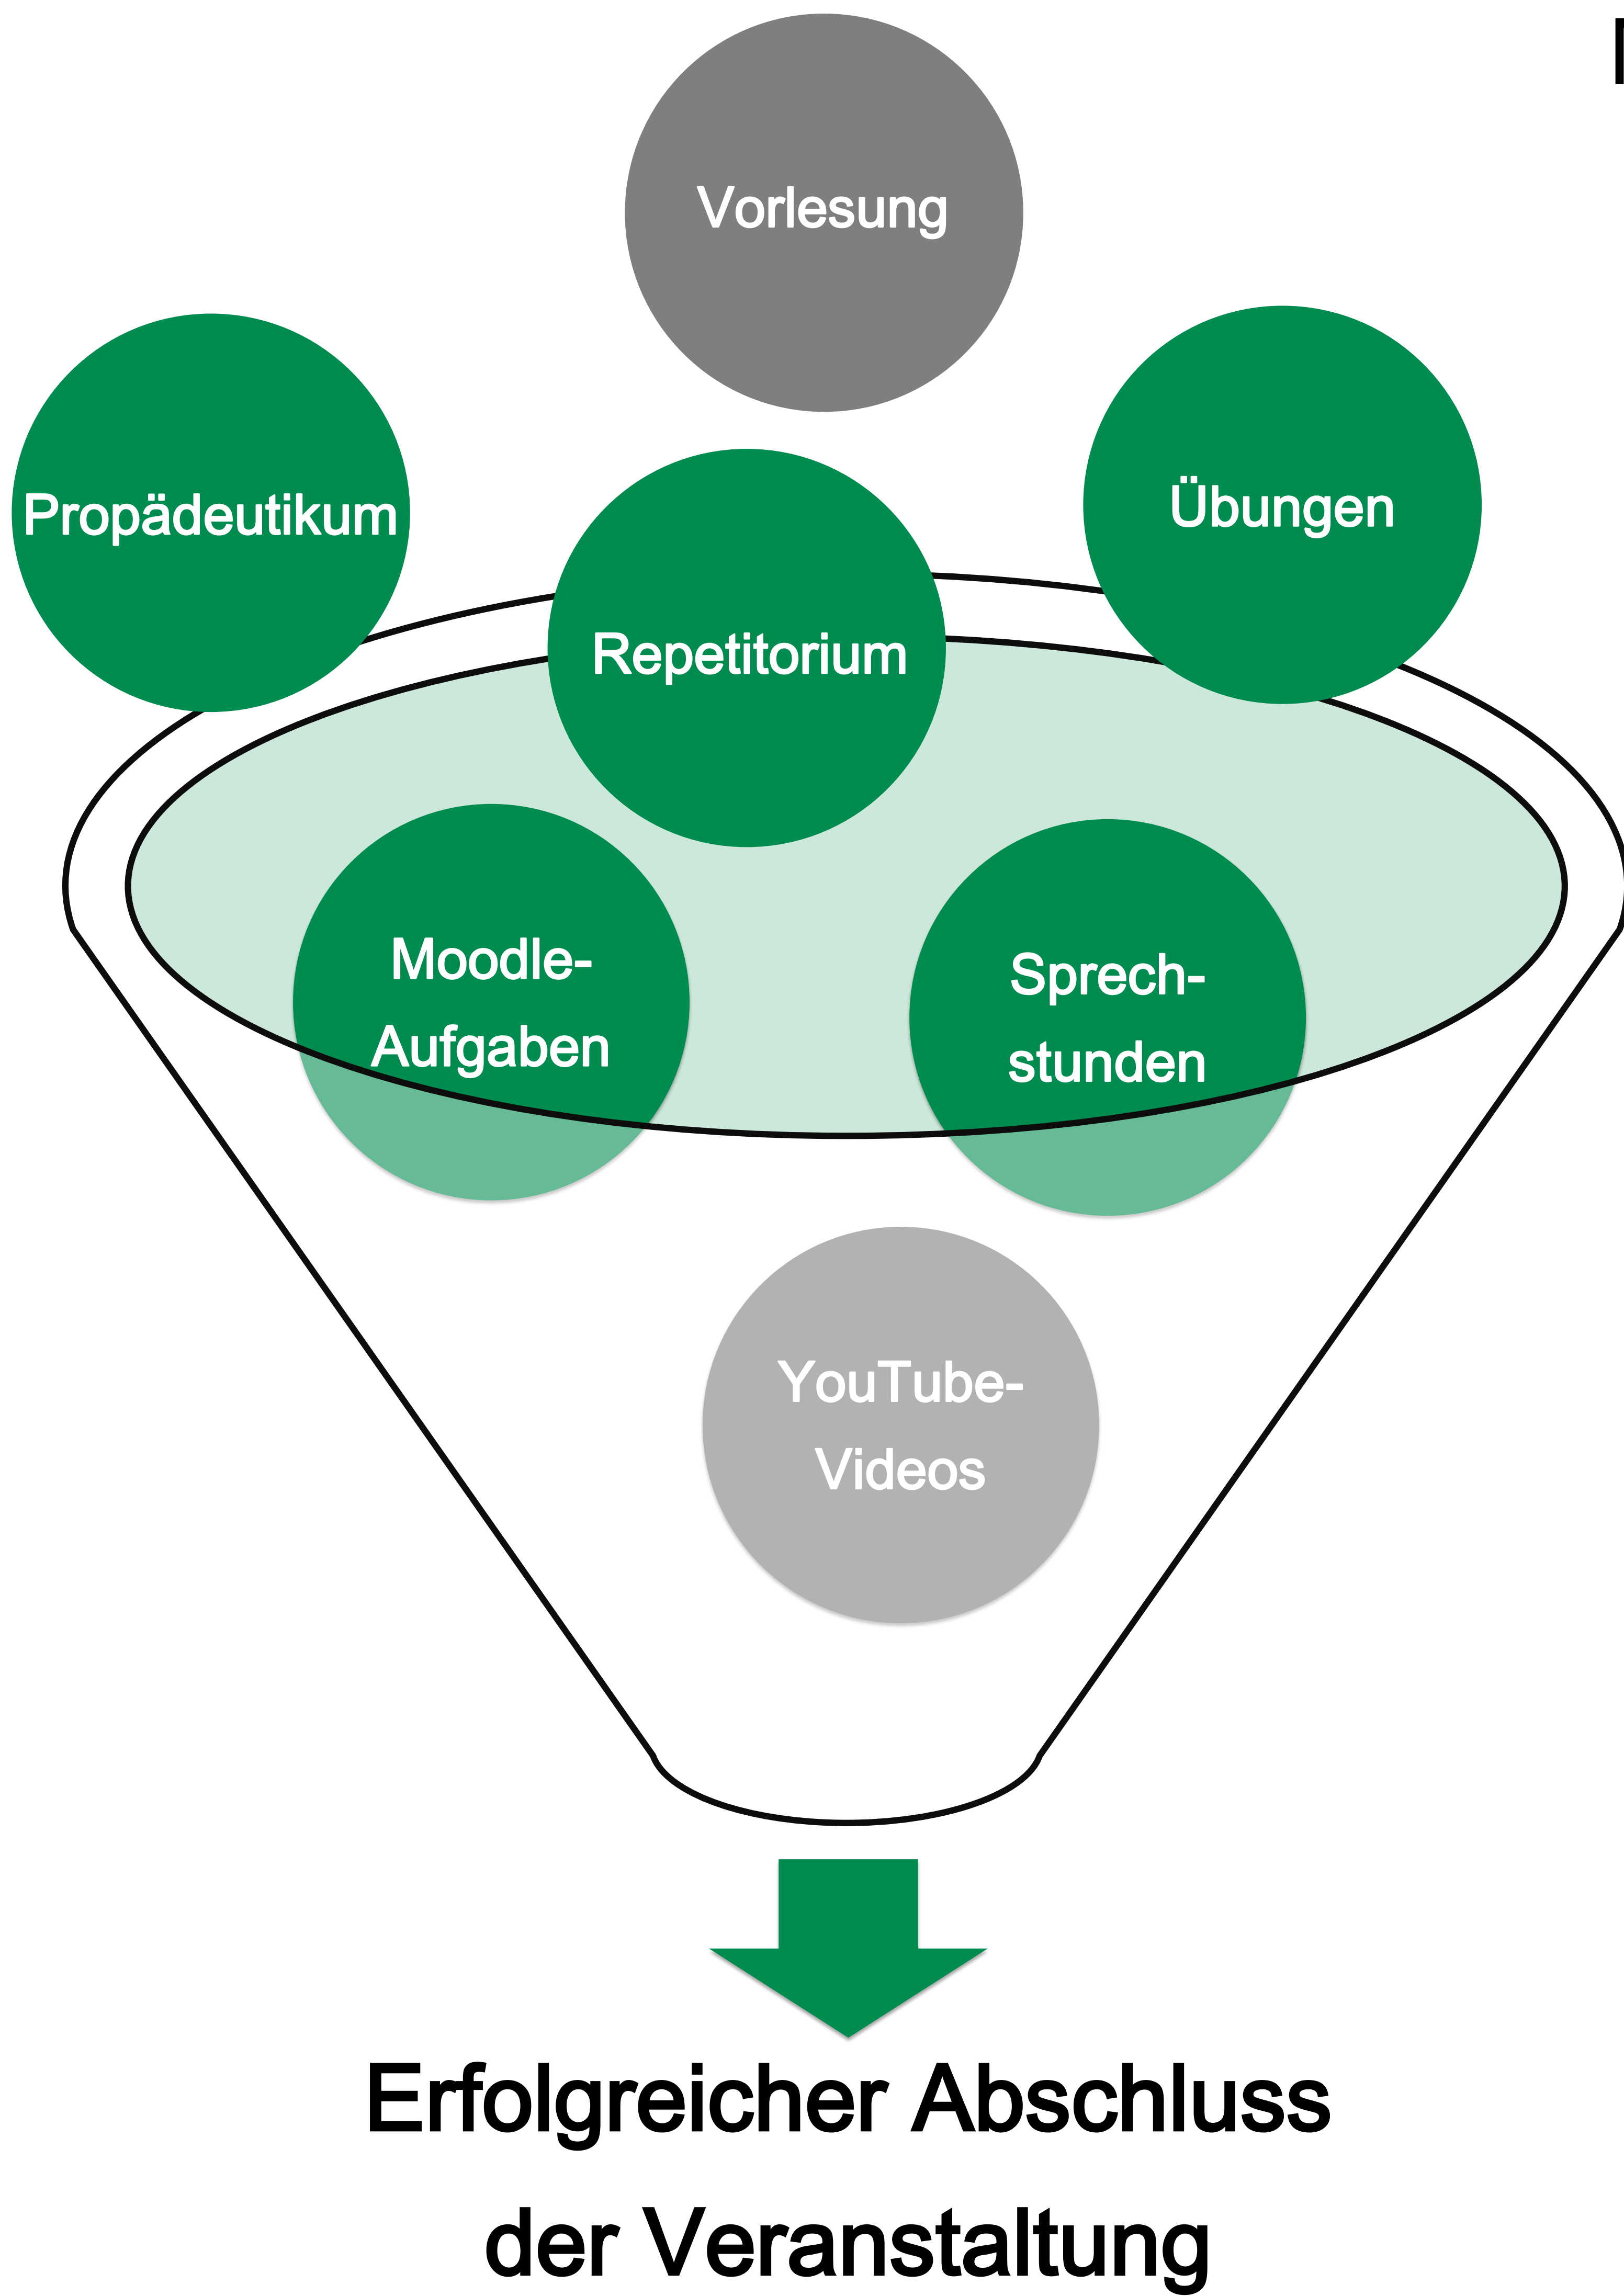 Vorlesung
Propädeutikum
Übungen
Repetitorium
Moodle-
Aufgaben
Sprech-
stunden
YouTube-
Videos
Erfolgreicher Abschluss
der Veranstaltung